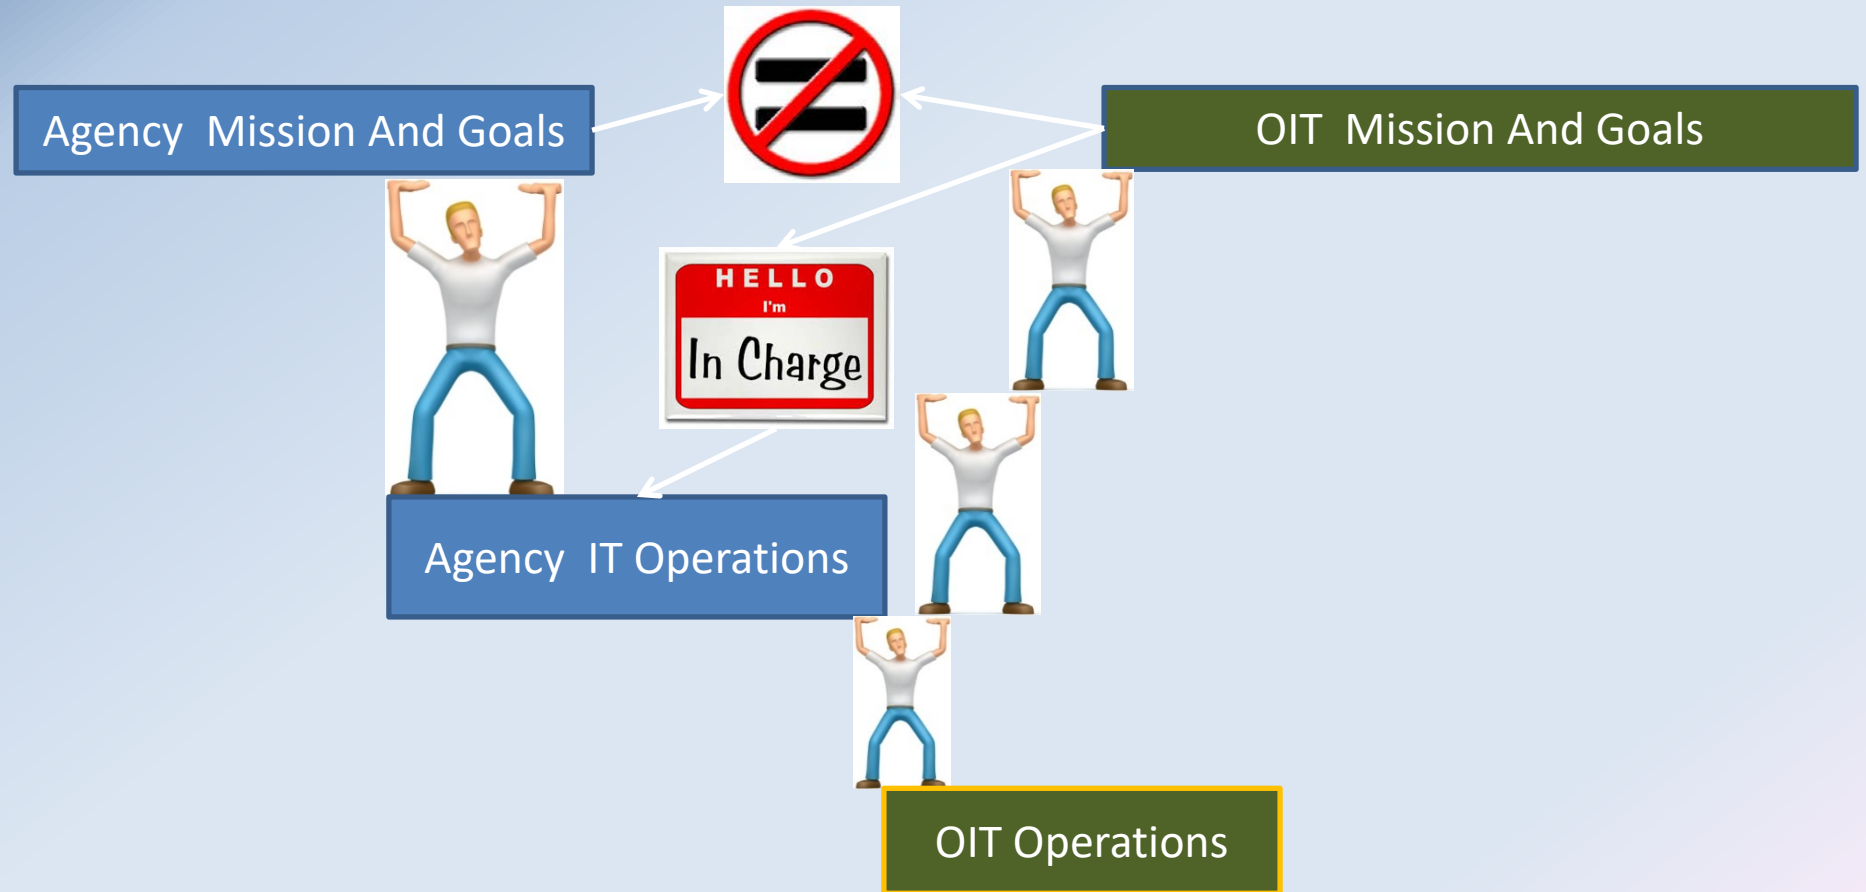 Agency  Mission And Goals
OIT  Mission And Goals
HELLO
I'm
In Charge
Agency  IT Operations
OIT Operations